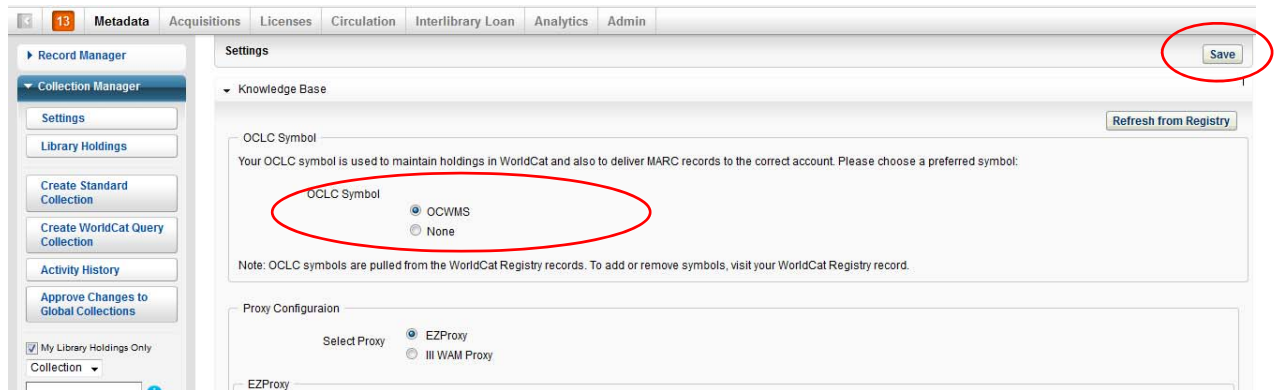 13 Metadata Acquisitions Licenses Circulation Interlibrary Loan Analytics Admin
Record Manager
Collection Manager
Settings
Library Holdings
Create Standard
Collection
Create WorldCat Query
Collection
Activity History
Approve Changes to
Global Collections
My Library Holdings Only
Collection
Settings
Save
Knowledge Base
Refresh from Registry
OCLC Symbol
Your OCLC symbol is used to maintain holdings in WorldCat and also to deliver MARC records to the correct account. Please choose a preferred symbol:
OCLC Symbol
OCWMS
None
Note: OCLC symbols are pulled from the WorldCat Registry records. To add or remove symbols, visit your WorldCat Registry record.
Proxy Configuraion
Select Proxy
EZProxy
III WAM Proxy
EZProxy